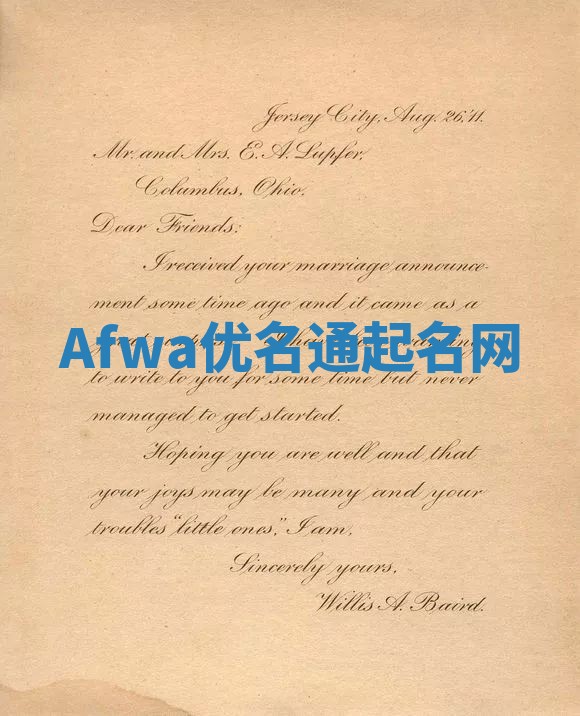 Jersey City, Aug. 26,'11.
Mr. and Mrs. E. A. Lupfer,
Columbus, Ohio.
Dear Friends:
I received your marriage announce-
ment some time ago and it came as a
Afwa优名通起名网
to write to you for some time but never
managed to get started.
Hoping you are well and that
your joys may be many and your
troubles "little ones," I am,
Sincerely yours,
Willis A. Baird.